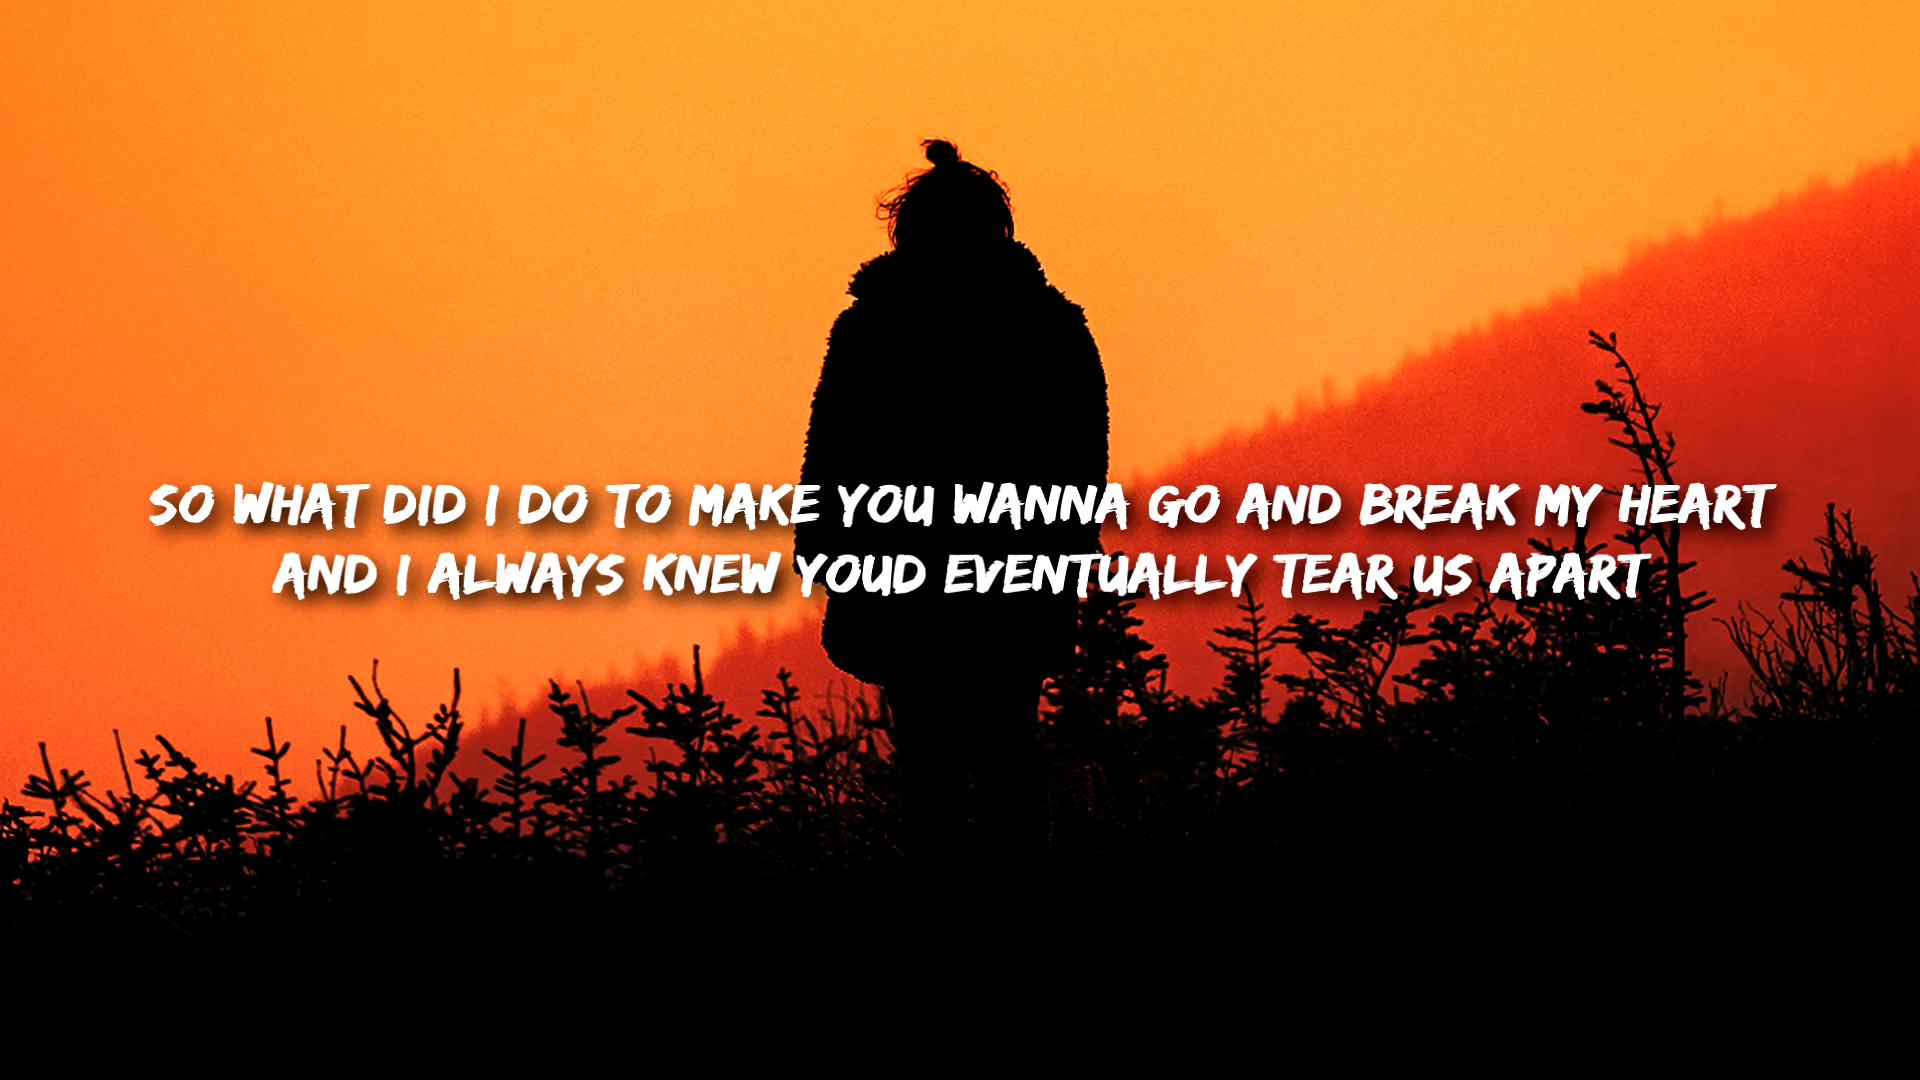 SO WHAT DID I DO TO MAKE YOU WANNA GO AND BREAK MY HEART
AND I ALWAYS KNEW YOUD EVENTUALLY TEAR US APART